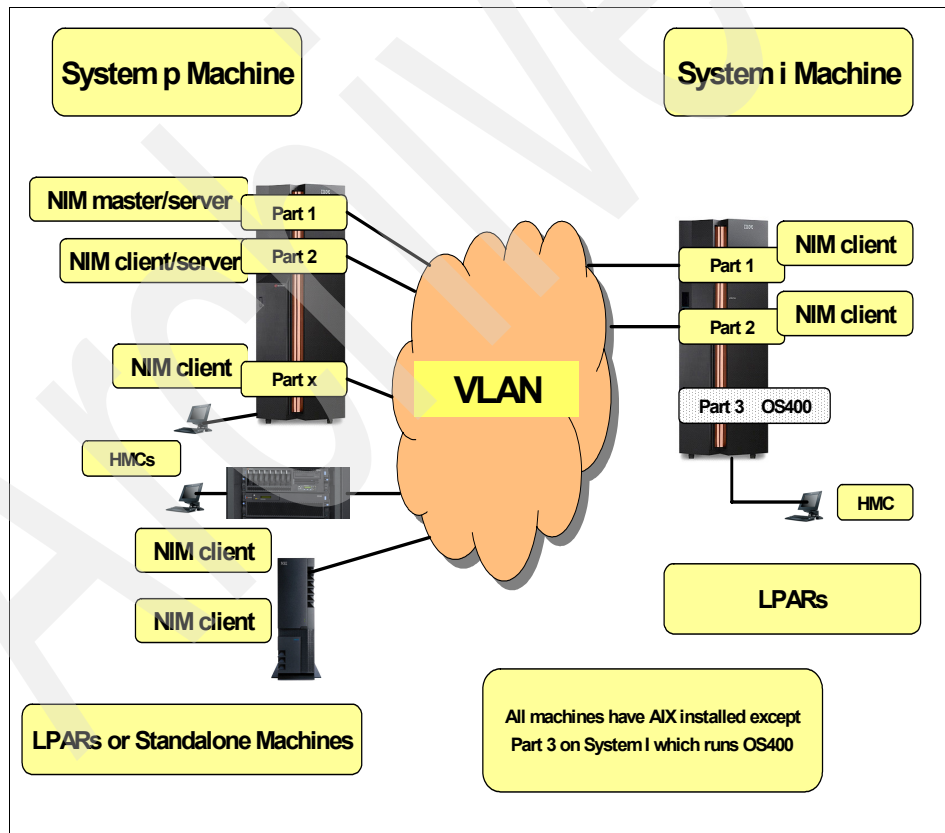 System p Machine
System i Machine
NIM master/server
Part 1
NIM client/server
Part 2
NIM client
Part x
HMCs
NIM client
NIM client
LPARs or Standalone Machines
VLAN
Part 1
NIM client
Part 2
NIM client
Part 3 OS400
HMC
LPARs
All machines have AIX installed except
Part 3 on System I which runs OS400
Archive